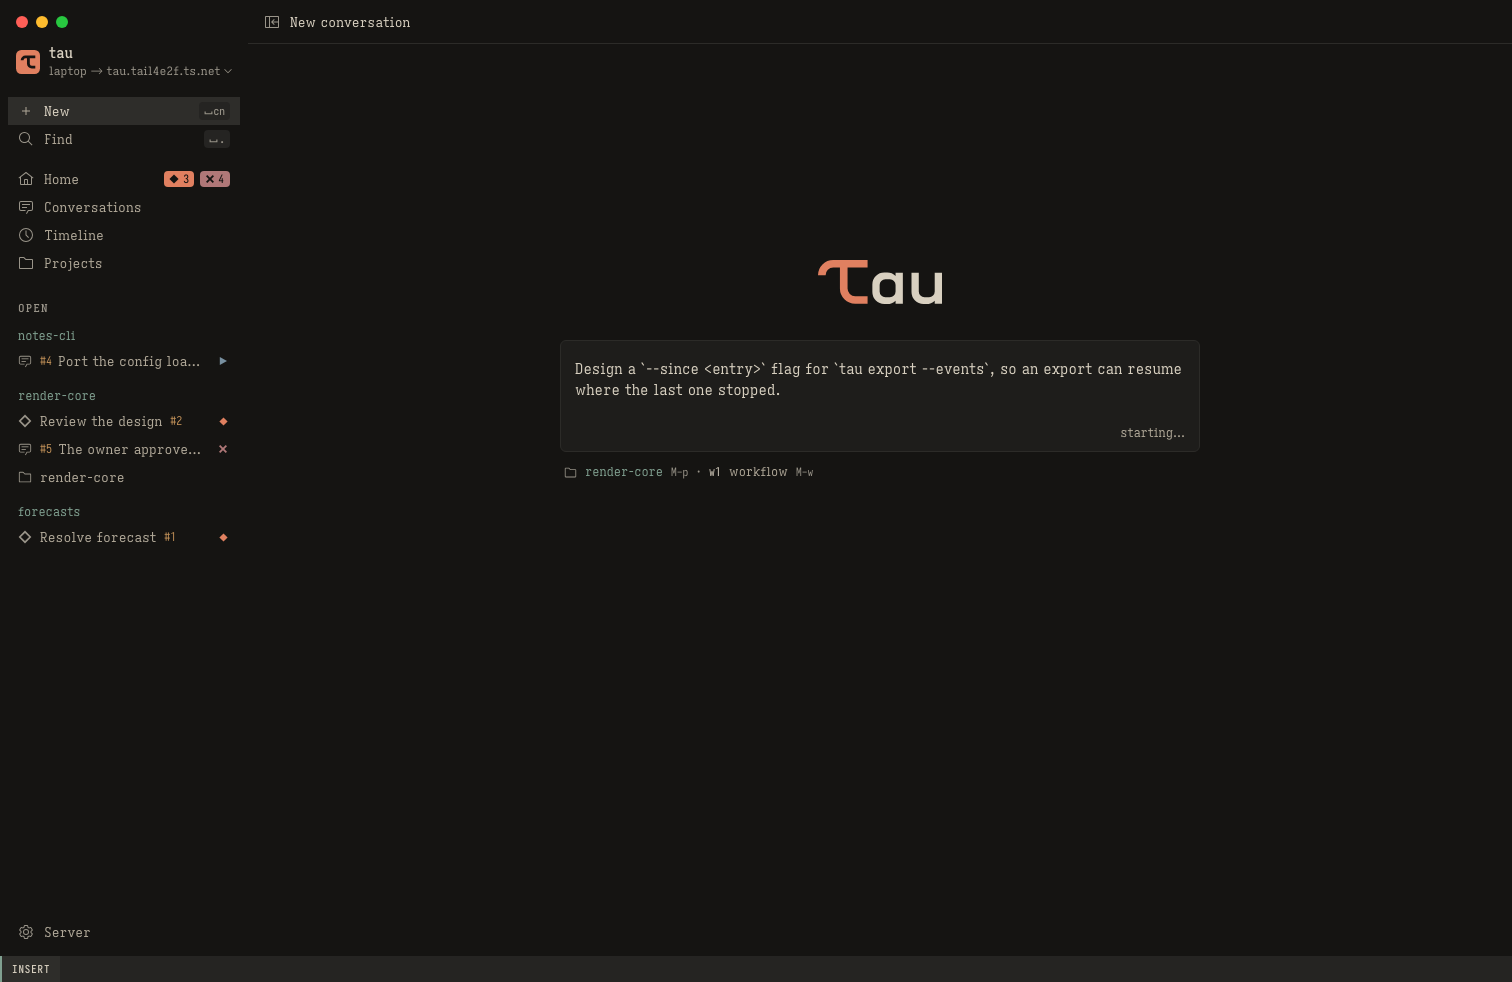 tau
laptop → tau.tail4e2f.ts.net
New ⎵cn
Find ⎵.
Home ◆ 3 ✕ 4
Conversations
Timeline
Projects
OPEN
notes-cli
#4 Port the config loa...
render-core
Review the design #2
#5 The owner approve...
render-core
forecasts
Resolve forecast #1
Server
INSERT
New conversation
Tau
Design a `--since <entry>` flag for `tau export --events`, so an export can resume
where the last one stopped.
starting...
render-core M-p · w1 workflow M-w